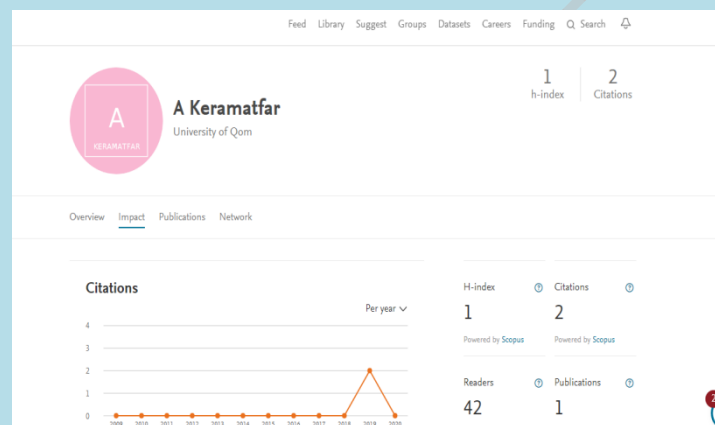 Feed Library Suggest Groups Datasets Careers Funding Search
A
KERAMATFAR
A Keramatfar
University of Qom
1
h-index
2
Citations
Overview Impact Publications Network
Citations
Per year
4
3
2
1
0
2009 2010 2011 2012 2013 2014 2015 2016 2017 2018 2019 2020
H-index
1
Powered by Scopus
Citations
2
Powered by Scopus
Readers
42
Publications
1
2